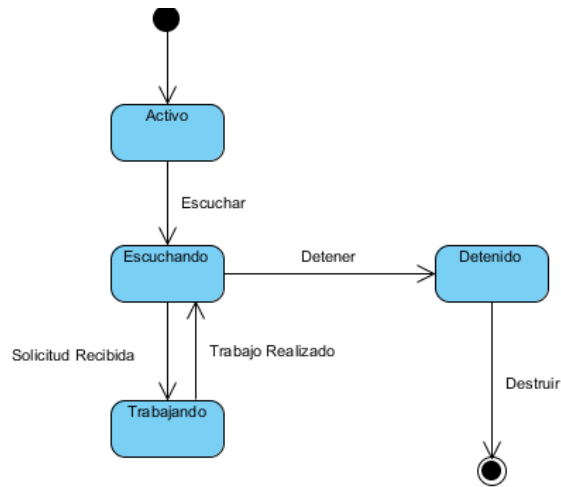 Activo
Escuchar
Escuchando
Detener
Detenido
Solicitud Recibida
Trabajo Realizado
Destruir
Trabajando